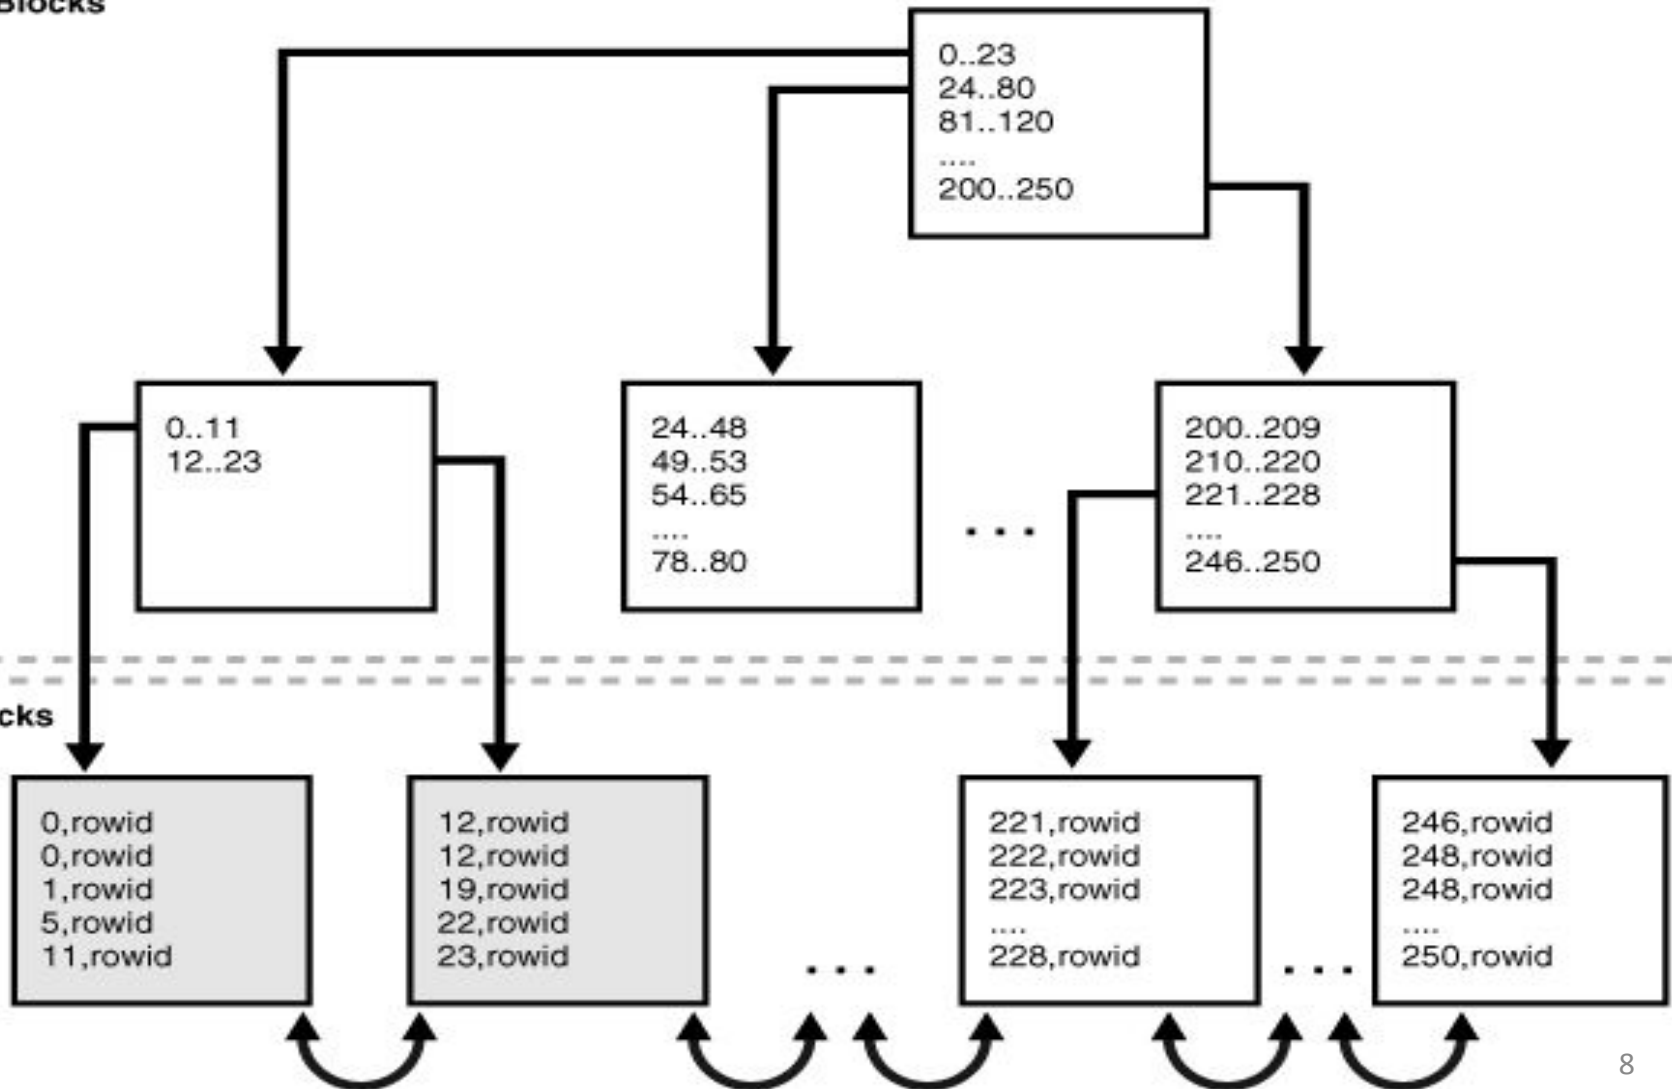 Blocks
0..23
24..80
81..120
....
200..250
0..11
12..23
24..48
49..53
54..65
....
78..80
. . .
200..209
210..220
221..228
....
246..250
cks
0,rowid
0,rowid
1,rowid
5,rowid
11,rowid
12,rowid
12,rowid
19,rowid
22,rowid
23,rowid
. . .
221,rowid
222,rowid
223,rowid
....
228,rowid
. . .
246,rowid
248,rowid
248,rowid
....
250,rowid
8